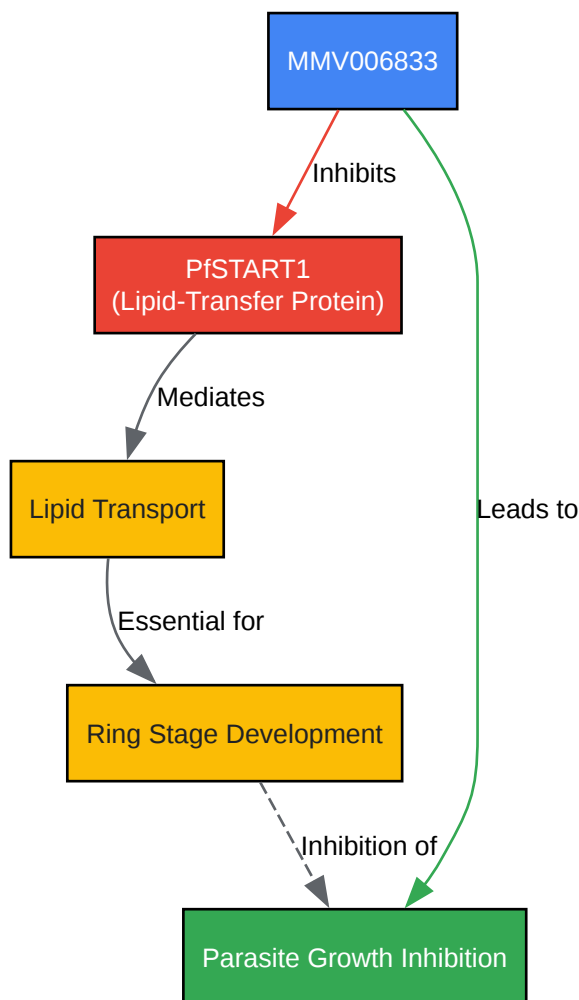 MMV006833
Inhibits
PfSTART1
(Lipid-Transfer Protein)
Mediates
Lipid Transport
Leads to
Essential for
Ring Stage Development
Inhibition of
Parasite Growth Inhibition